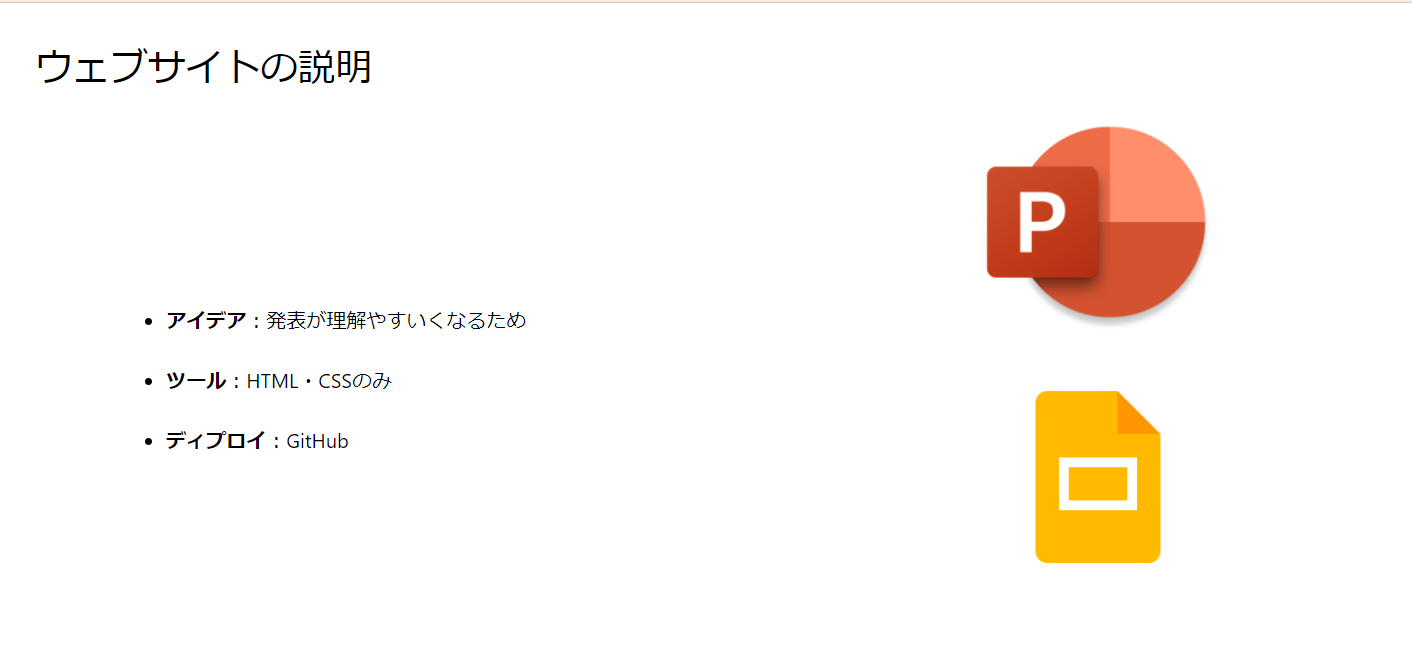 ウェブサイトの説明
アイデア：発表が理解やすいくなるため
ツール：HTML・CSSのみ
ディプロイ：GitHub
P